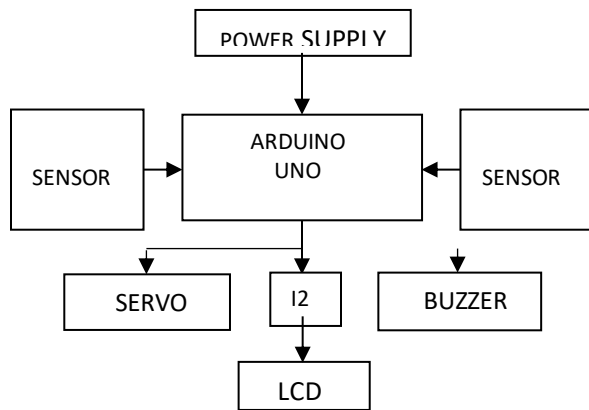 POWER SUPPLY
ARDUINO
UNO
SENSOR
SENSOR
SERVO
I2
BUZZER
LCD